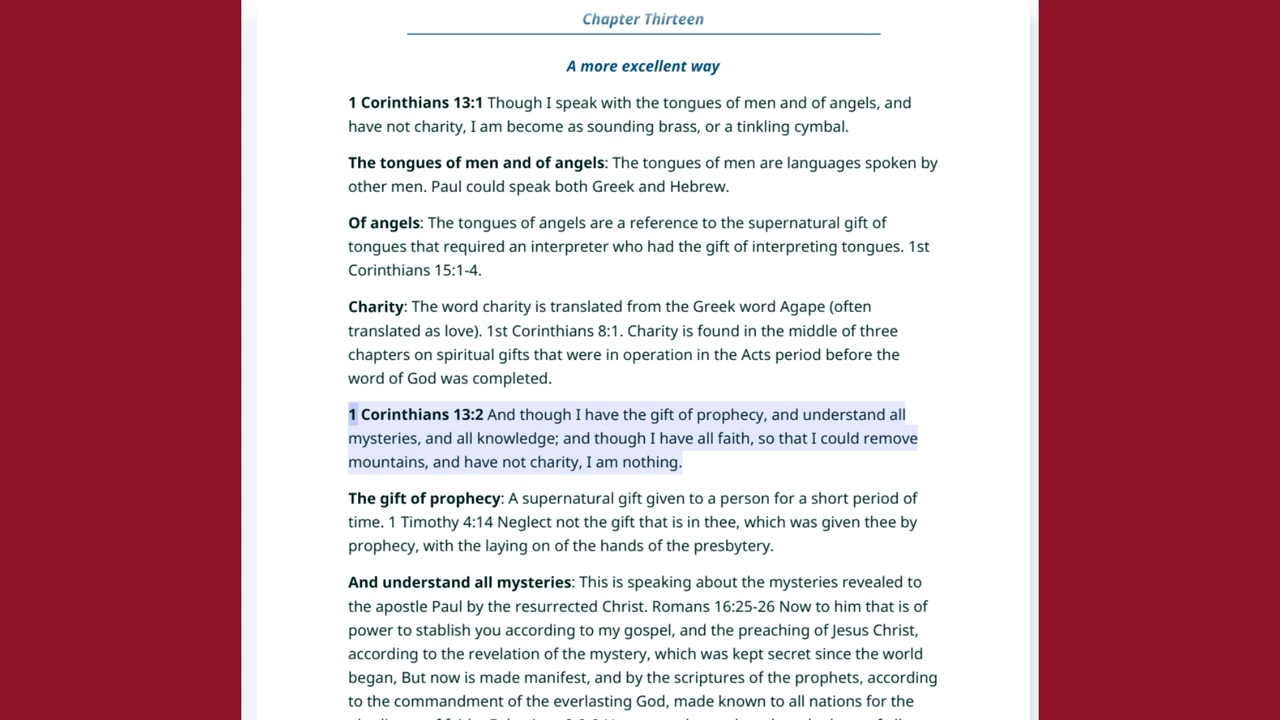 Chapter Thirteen
A more excellent way
1 Corinthians 13:1 Though I speak with the tongues of men and of angels, and
have not charity, I am become as sounding brass, or a tinkling cymbal.
The tongues of men and of angels: The tongues of men are languages spoken by
other men. Paul could speak both Greek and Hebrew.
Of angels: The tongues of angels are a reference to the supernatural gift of
tongues that required an interpreter who had the gift of interpreting tongues. 1st
Corinthians 15:1-4.
Charity: The word charity is translated from the Greek word Agape (often
translated as love). 1st Corinthians 8:1. Charity is found in the middle of three
chapters on spiritual gifts that were in operation in the Acts period before the
word of God was completed.
1 Corinthians 13:2 And though I have the gift of prophecy, and understand all
mysteries, and all knowledge; and though I have all faith, so that I could remove
mountains, and have not charity, I am nothing.
The gift of prophecy: A supernatural gift given to a person for a short period of
time. 1 Timothy 4:14 Neglect not the gift that is in thee, which was given thee by
prophecy, with the laying on of the hands of the presbytery.
And understand all mysteries: This is speaking about the mysteries revealed to
the apostle Paul by the resurrected Christ. Romans 16:25-26 Now to him that is of
power to stablish you according to my gospel, and the preaching of Jesus Christ,
according to the revelation of the mystery, which was kept secret since the world
began, But now is made manifest, and by the scriptures of the prophets, according
to the commandment of the everlasting God, made known to all nations for the